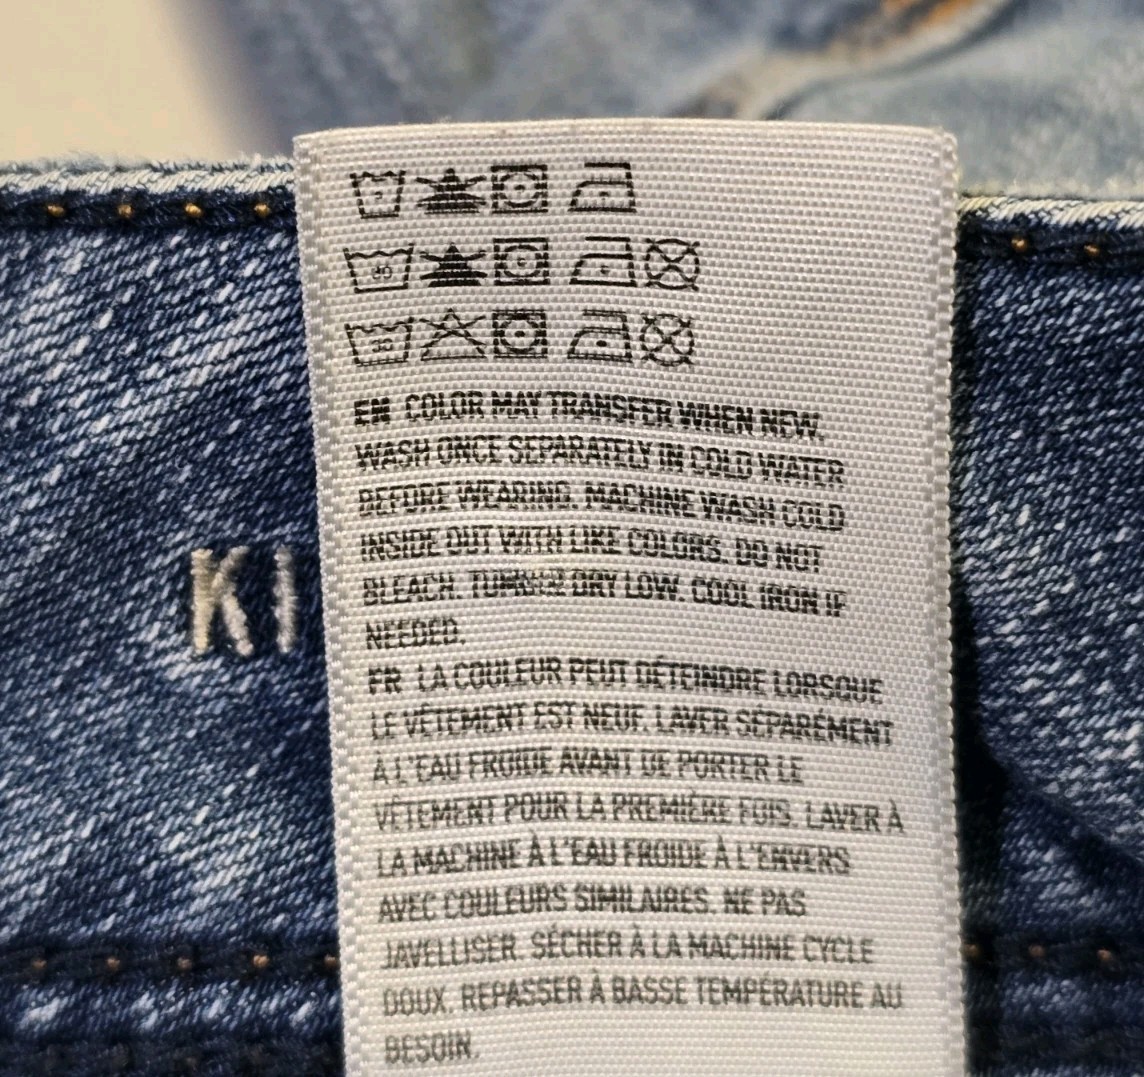 30
30
EN COLOR MAY TRANSFER WHEN NEW.
WASH ONCE SEPARATELY IN COLD WATER
BEFORE WEARING. MACHINE WASH COLD
INSIDE OUT WITH LIKE COLORS. DO NOT
BLEACH. TUMBLE DRY LOW. COOL IRON IF
NEEDED.
FR LA COULEUR PEUT DÉTEINDRE LORSQUE
LE VÊTEMENT EST NEUF. LAVER SÉPARÉMENT
À L'EAU FROIDE AVANT DE PORTER LE
VÊTEMENT POUR LA PREMIÈRE FOIS. LAVER À
LA MACHINE À L'EAU FROIDE À L'ENVERS
AVEC COULEURS SIMILAIRES. NE PAS
JAVELLISER. SÉCHER À LA MACHINE CYCLE
DOUX. REPASSER À BASSE TEMPÉRATURE AU
BESOIN.
KI